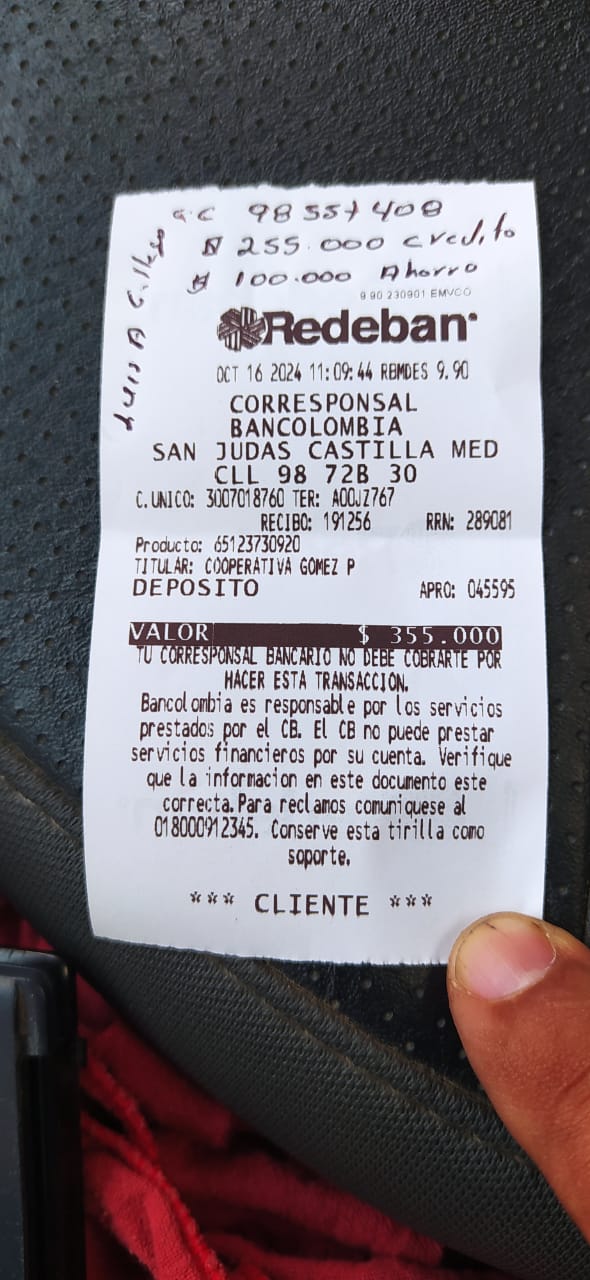 C.C 98557408
$ 255.000 Credito
$ 100.000 Ahorro
Luis A Gallego
9 90 230901 EMVCO
Redeban
OCT 16 2024 11:09:44 RBMDES 9.90
CORRESPONSAL
BANCOLOMBIA
SAN JUDAS CASTILLA MED
CLL 98 72B 30
C.UNICO: 3007018760 TER: A00JZ767
RECIBO: 191256 RRN: 289081
Producto: 65123730920
TITULAR: COOPERATIVA GOMEZ P
DEPOSITO APRO: 045595
VALOR $ 355.000
TU CORRESPONSAL BANCARIO NO DEBE COBRARTE POR
HACER ESTA TRANSACCION.
Bancolombia es responsable por los servicios
prestados por el CB. El CB no puede prestar
servicios financieros por su cuenta. Verifique
que la informacion en este documento este
correcta.Para reclamos comuniquese al
018000912345. Conserve esta tirilla como
soporte.
*** CLIENTE ***